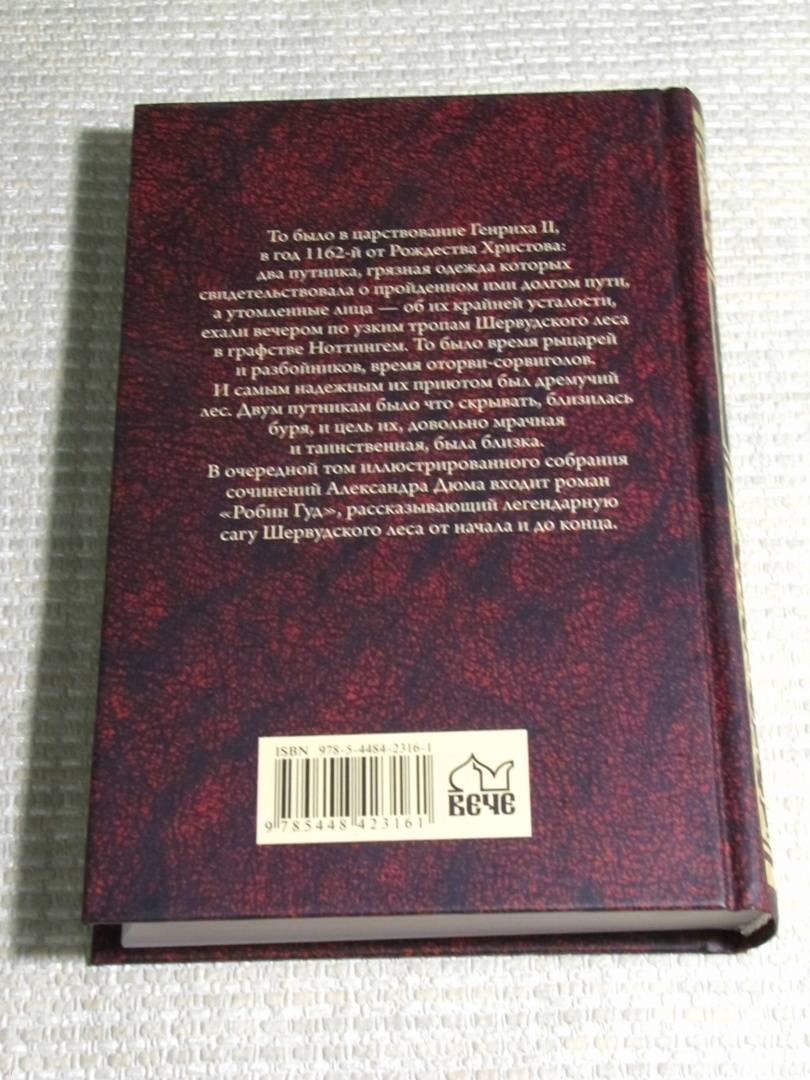 То было в царствование Генриха II,
в год 1162-й от Рождества Христова:
два путника, грязная одежда которых
свидетельствовала о пройденном ими долгом пути,
а утомленные лица — об их крайней усталости,
ехали вечером по узким тропам Шервудского леса
в графстве Ноттингем. То было время рыцарей
и разбойников, время оторви-сорвиголов.
И самым надежным их приютом был дремучий
лес. Двум путникам было что скрывать, близилась
буря, и цель их, довольно мрачная
и таинственная, была близка.
В очередной том иллюстрированного собрания
сочинений Александра Дюма входит роман
«Робин Гуд», рассказывающий легендарную
сагу Шервудского леса от начала и до конца.
ISBN 978-5-4484-2316-1
9 785448 423161
ВЕЧЕ